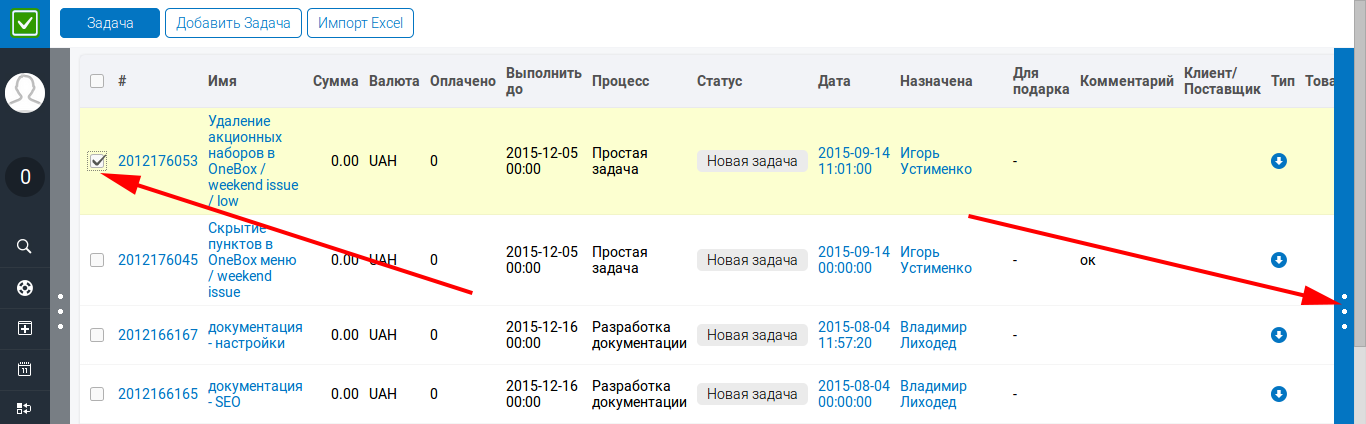 Задача Добавить Задача Импорт Excel
# Имя Сумма Валюта Оплачено Выполнить до Процесс Статус Дата Назначена Для подарка Комментарий Клиент/ Поставщик Тип Това
2012176053 Удаление акционных наборов в OneBox / weekend issue / low 0.00 UAH 0 2015-12-05 00:00 Простая задача Новая задача 2015-09-14 11:01:00 Игорь Устименко -
0
2012176045 Скрытие пунктов в OneBox меню / weekend issue 0.00 UAH 0 2015-12-05 00:00 Простая задача Новая задача 2015-09-14 00:00:00 Игорь Устименко - ок
2012166167 документация - настройки 0.00 UAH 0 2015-12-16 00:00 Разработка документации Новая задача 2015-08-04 11:57:20 Владимир Лиходед -
11
2012166165 документация - SEO 0.00 UAH 0 2015-12-16 00:00 Разработка документации Новая задача 2015-08-04 00:00:00 Владимир Лиходед -